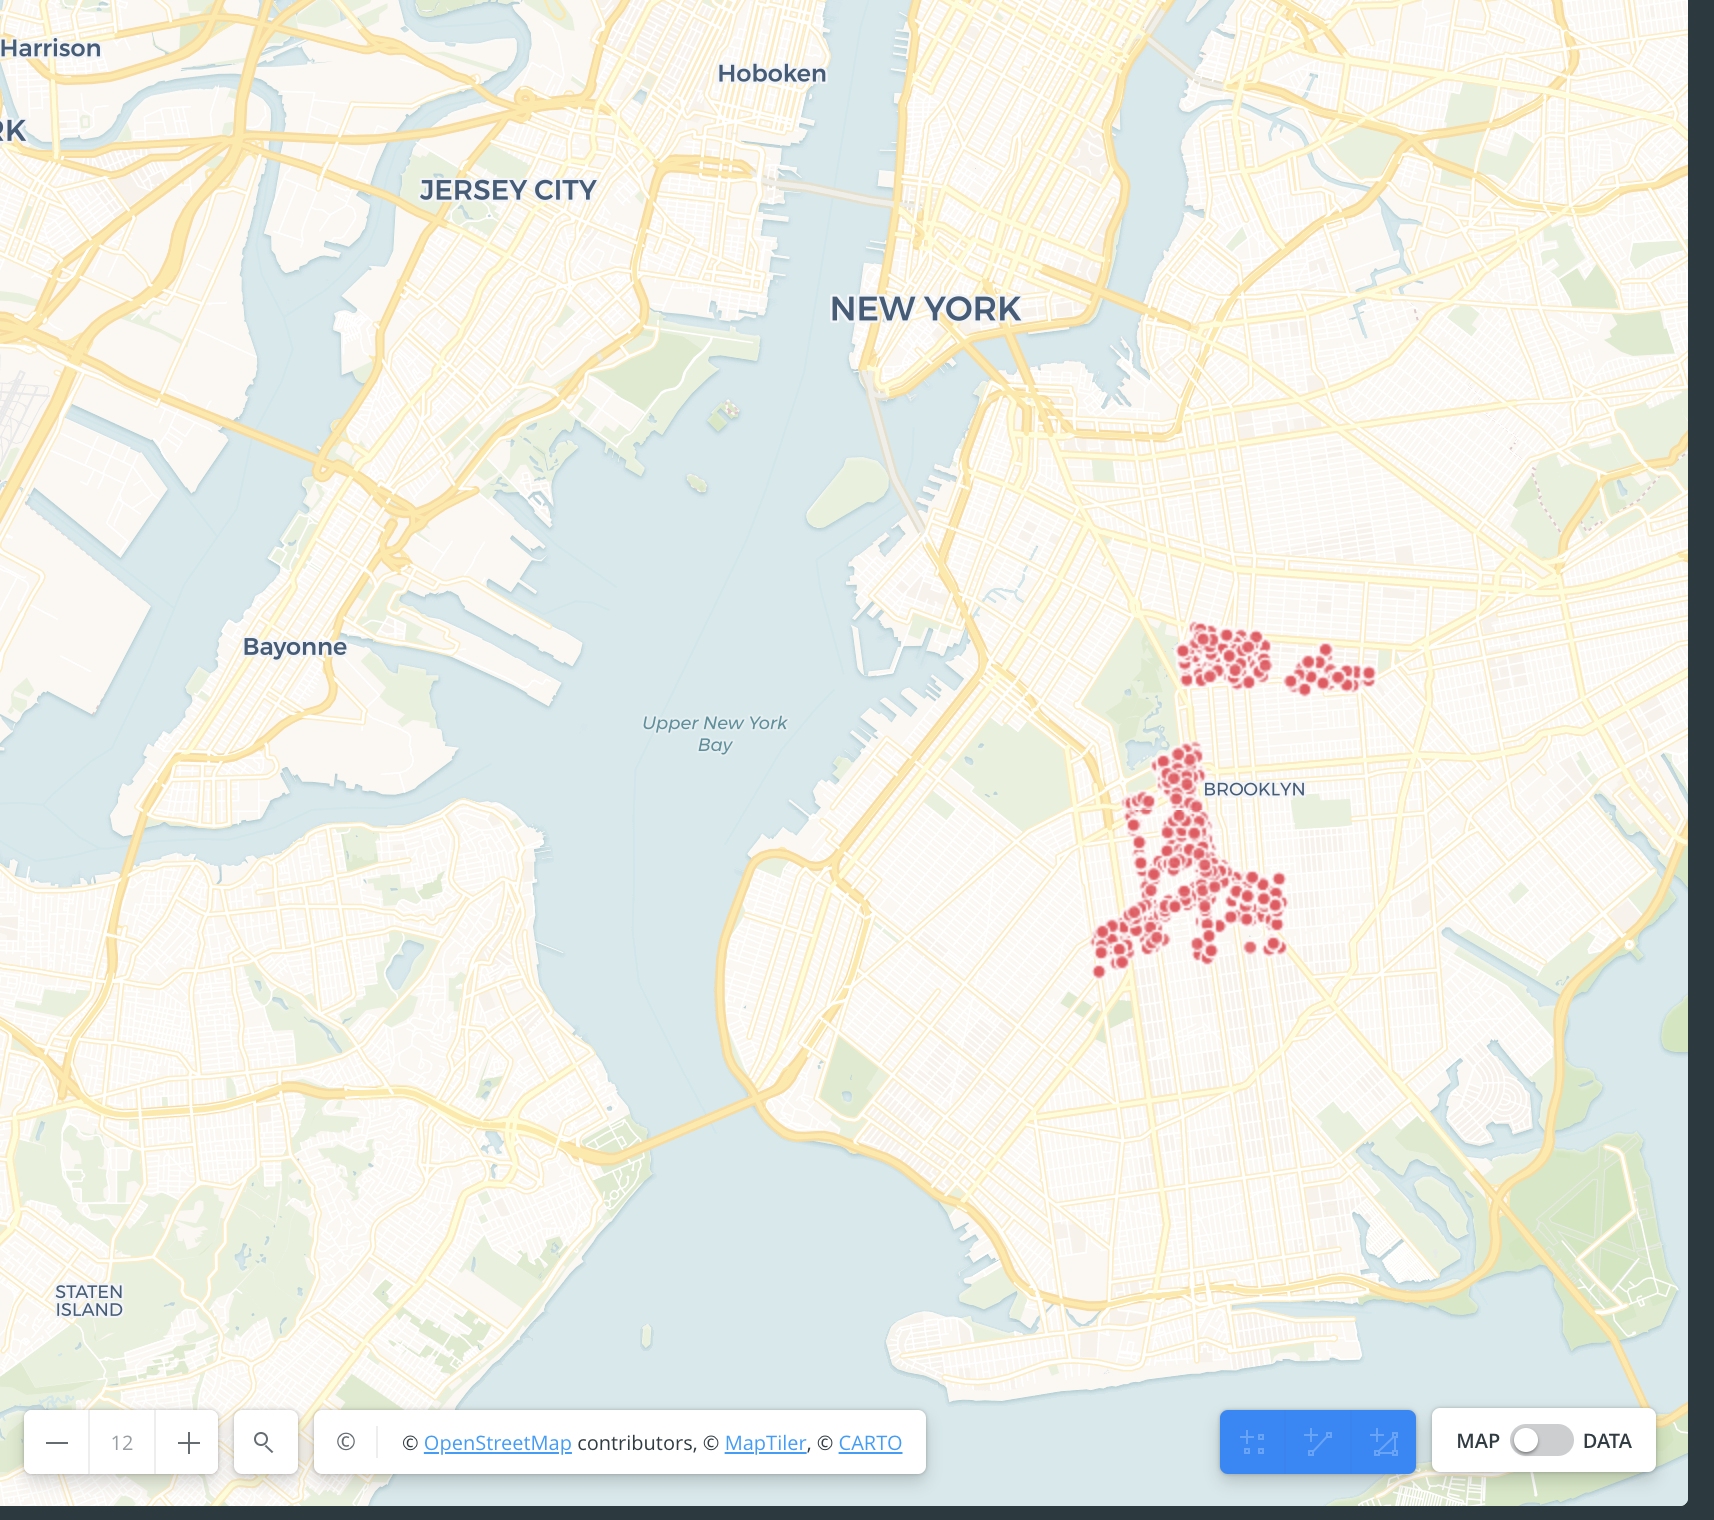 Harrison
Hoboken
RK
JERSEY CITY
NEW YORK
Bayonne
Upper New York
Bay
BROOKLYN
STATEN
ISLAND
12
©
© OpenStreetMap contributors, © MapTiler, © CARTO
MAP
DATA